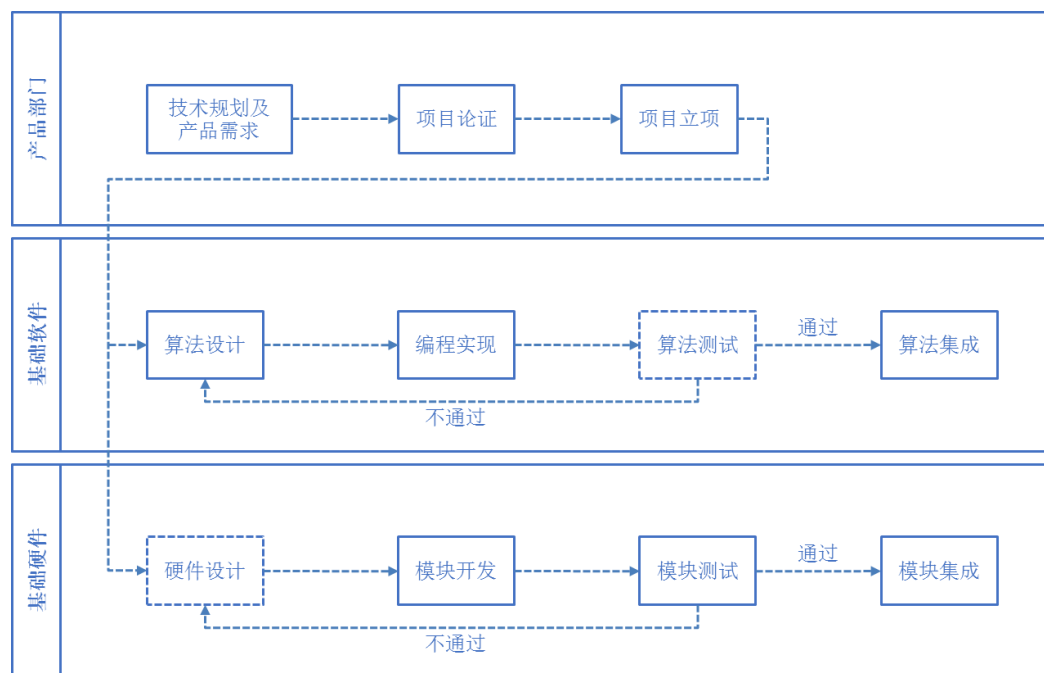 产品部门
技术规划及
产品需求
项目论证
项目立项
基础软件
算法设计
编程实现
算法测试
通过
算法集成
不通过
基础硬件
硬件设计
模块开发
模块测试
通过
模块集成
不通过